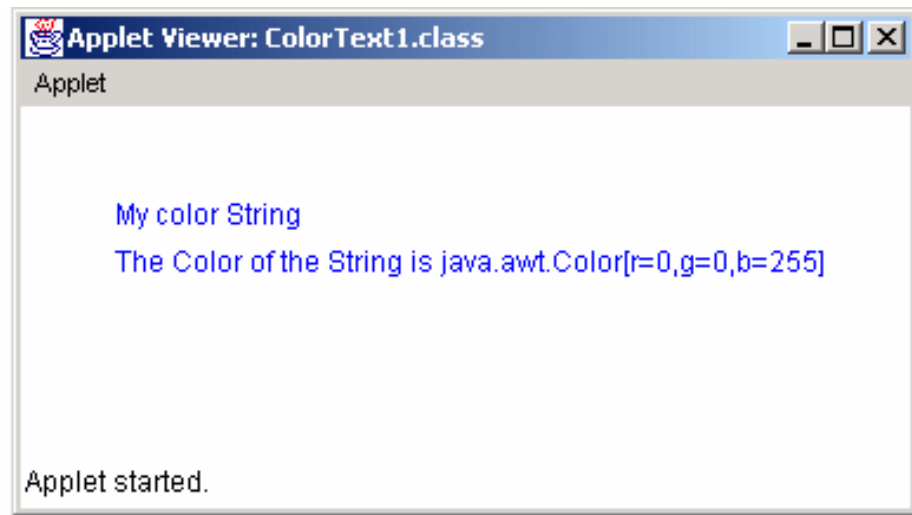 Applet Viewer: ColorText1.class
Applet
My color String
The Color of the String is java.awt.Color[r=0,g=0,b=255]
Applet started.